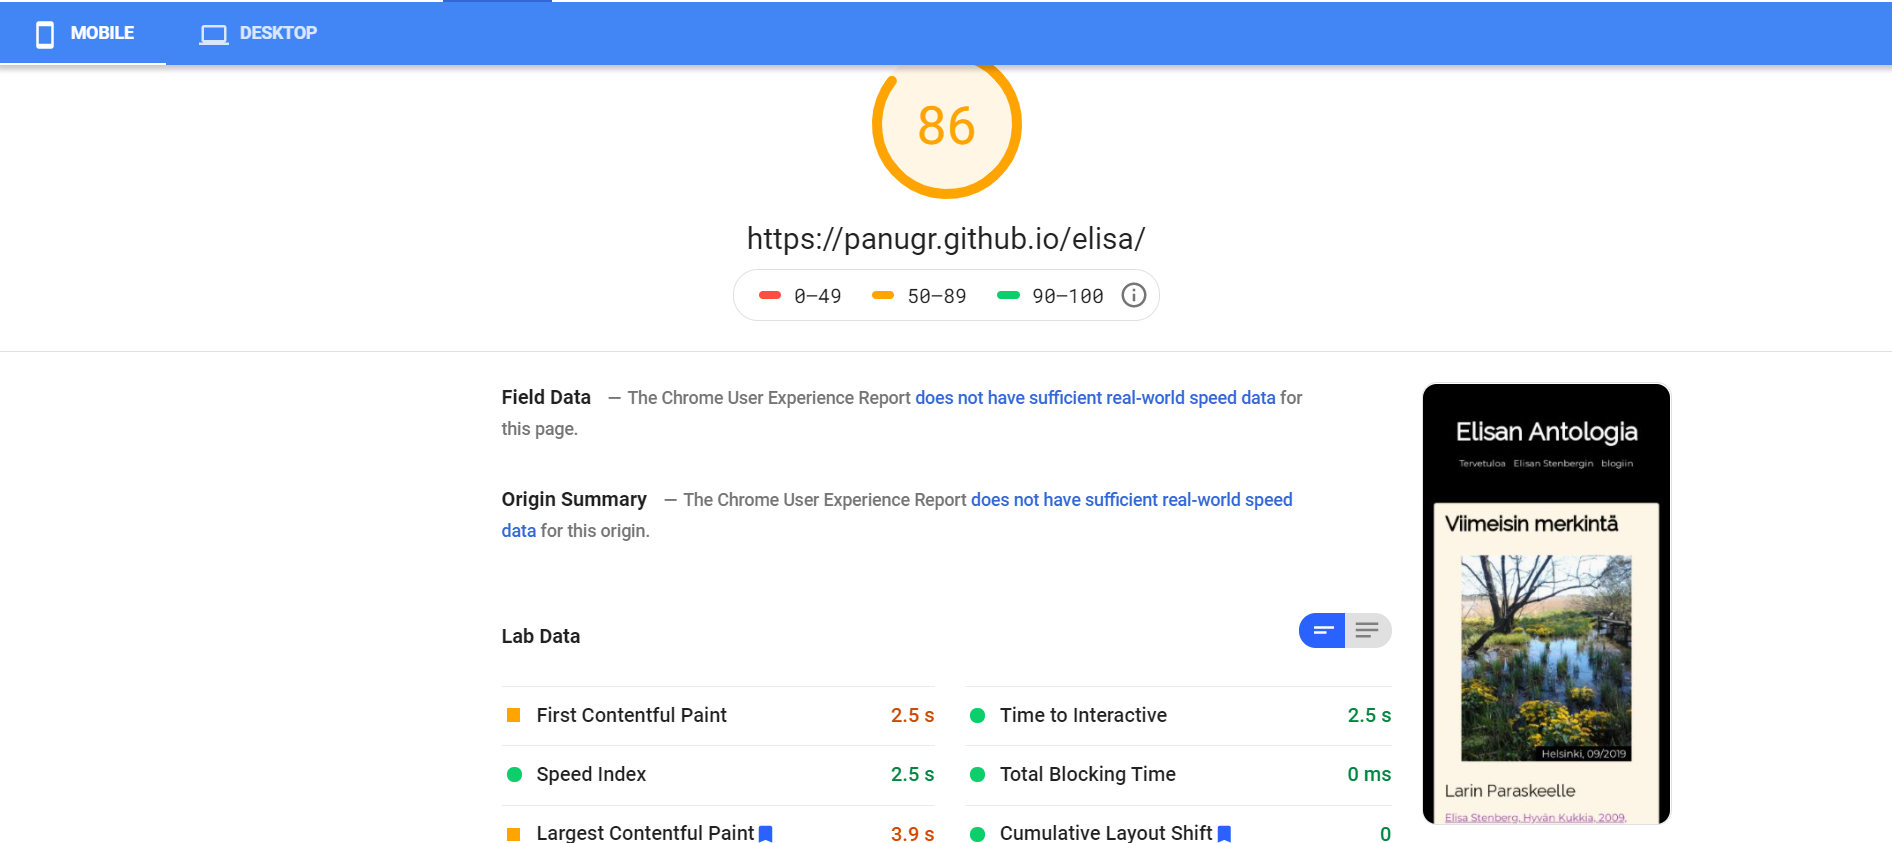 MOBILE
DESKTOP
86
https://panugr.github.io/elisa/
0–49
50–89
90–100
Field Data — The Chrome User Experience Report does not have sufficient real-world speed data for
this page.
Origin Summary — The Chrome User Experience Report does not have sufficient real-world speed
data for this origin.
Lab Data
First Contentful Paint 2.5 s
Time to Interactive 2.5 s
Speed Index 2.5 s
Total Blocking Time 0 ms
Largest Contentful Paint 3.9 s
Cumulative Layout Shift 0
Elisan Antologia
Tervetuloa Elisan Stenbergin blogiin
Viimeisin merkintä
Helsinki, 09/2019
Larin Paraskeelle
Elisa Stenberg, Hyvän Kukkia, 2009,